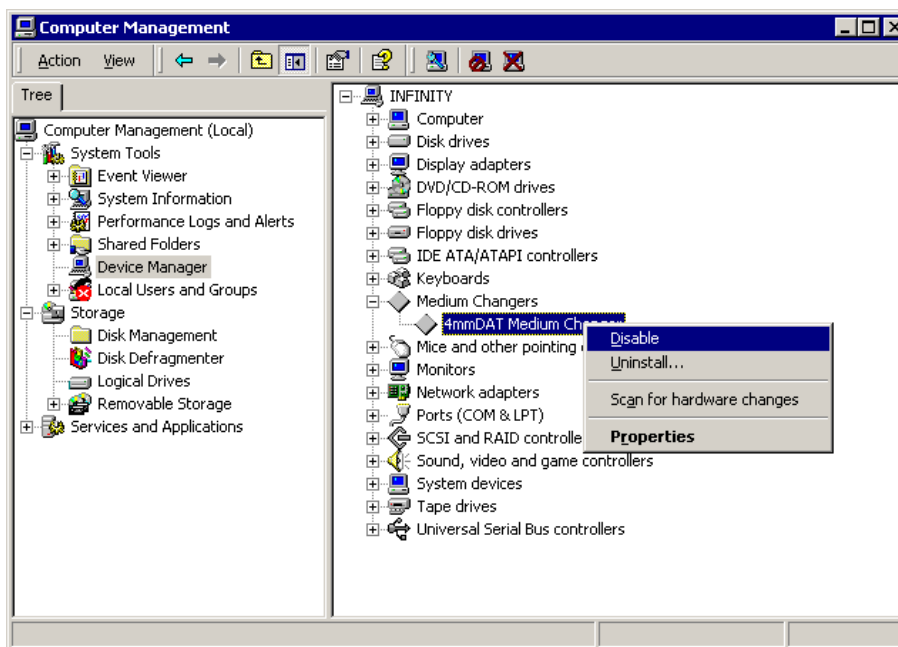 Computer Management
Action View
Tree
Computer Management (Local)
System Tools
Event Viewer
System Information
Performance Logs and Alerts
Shared Folders
Device Manager
Local Users and Groups
Storage
Disk Management
Disk Defragmenter
Logical Drives
Removable Storage
Services and Applications
INFINITY
Computer
Disk drives
Display adapters
DVD/CD-ROM drives
Floppy disk controllers
Floppy disk drives
IDE ATA/ATAPI controllers
Keyboards
Medium Changers
4mmDAT Medium Changer
Mice and other pointing
Monitors
Network adapters
Ports (COM & LPT)
SCSI and RAID controlle
Sound, video and game controllers
System devices
Tape drives
Universal Serial Bus controllers
Disable
Uninstall...
Scan for hardware changes
Properties